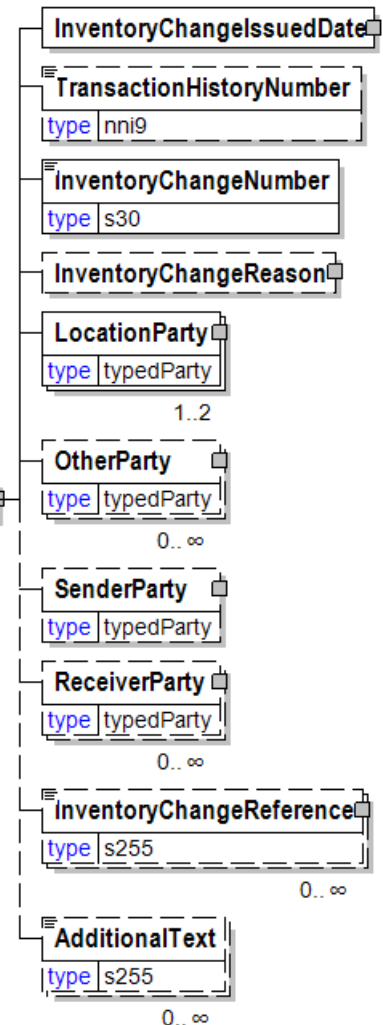 InventoryChangeIssuedDate
TransactionHistoryNumber
type nni9
InventoryChangeNumber
type s30
InventoryChangeReason
LocationParty
type typedParty
1..2
OtherParty
type typedParty
0.. ∞
SenderParty
type typedParty
ReceiverParty
type typedParty
0.. ∞
InventoryChangeReference
type s255
0.. ∞
AdditionalText
type s255
0.. ∞